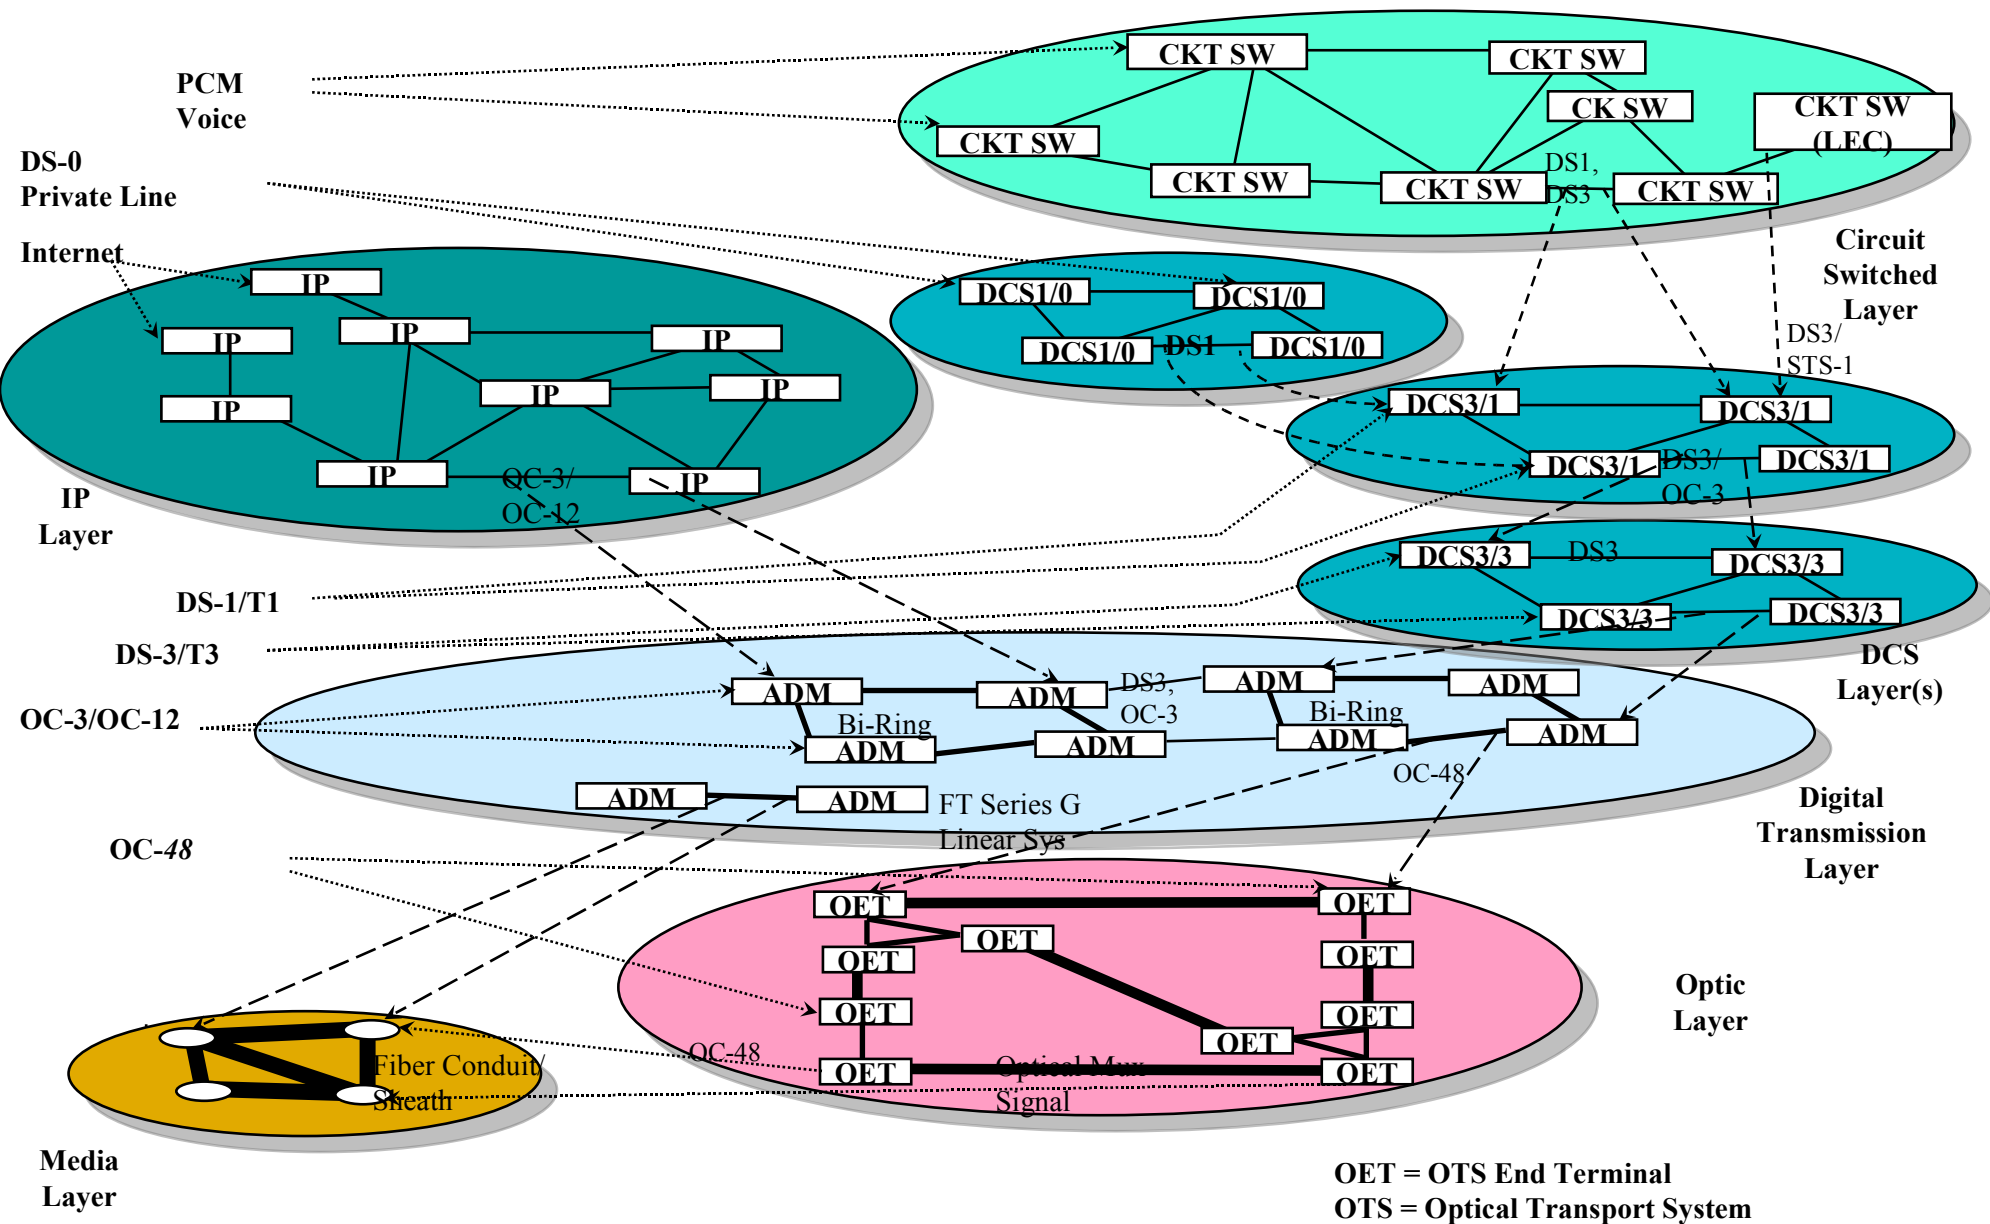 PCM
Voice
DS-0
Private Line
Internet
CKT SW
CKT SW
CK SW
CKT SW
(LEC)
CKT SW
CKT SW
CKT SW
DS1,
DS3
CKT SW
Circuit
Switched
Layer
IP
IP
IP
IP
IP
IP
IP
IP
IP
OC-3/
OC-12
IP
Layer
DCS1/0
DCS1/0
DCS1/0
DS1
DCS1/0
DS3/
STS-1
DCS3/1
DCS3/1
DCS3/1
DS3/
OC-3
DCS3/1
DCS3/3
DS3
DCS3/3
DCS3/3
DCS3/3
DCS
Layer(s)
DS-1/T1
DS-3/T3
OC-3/OC-12
ADM
ADM
DS3,
OC-3
ADM
ADM
Bi-Ring
Bi-Ring
ADM
ADM
ADM
ADM
OC-48
ADM
ADM
FT Series G
Linear Sys
Digital
Transmission
Layer
OC-48
OET
OET
OET
OET
OET
OET
OET
OET
OET
OC-48
OET
Optical Mux
Signal
OET
Optic
Layer
Fiber Conduit/
Sheath
Media
Layer
OET = OTS End Terminal
OTS = Optical Transport System